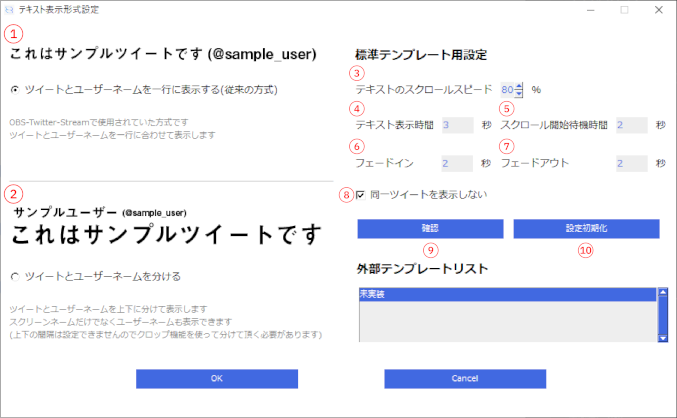 テキスト表示形式設定
①
これはサンプルツイートです (@sample_user)
ツイートとユーザーネームを一行に表示する(従来の方式)
OBS-Twitter-Streamで使用されていた方式です
ツイートとユーザーネームを一行に合わせて表示します
②
サンプルユーザー (@sample_user)
これはサンプルツイートです
ツイートとユーザーネームを分ける
ツイートとユーザーネームを上下に分けて表示します
スクリーンネームだけでなくユーザーネームも表示できます
(上下の間隔は設定できませんのでクロップ機能を使って分けて頂く必要があります)
標準テンプレート用設定
③
テキストのスクロールスピード 80 %
④ ⑤
テキスト表示時間 3 秒 スクロール開始待機時間 2 秒
⑥ ⑦
フェードイン 2 秒 フェードアウト 2 秒
⑧ 同一ツイートを表示しない
確認 設定初期化
⑨ ⑩
外部テンプレートリスト
未実装
OK Cancel